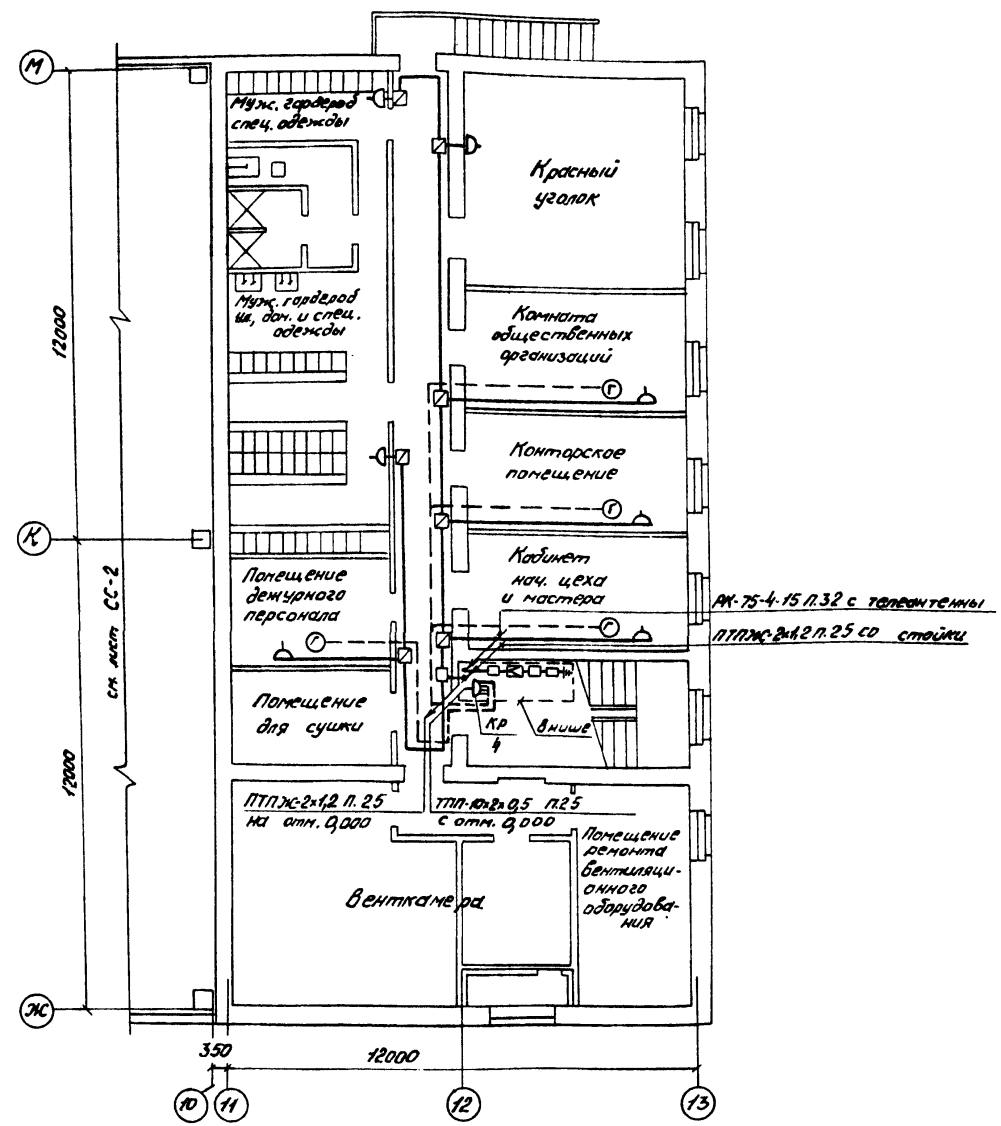 М
Муж. гардероб
спец. одежды
Красный
уголок
Муж. гардероб
ул., дом. и спец.
одежды
Комната
общественных
организаций
12000
Г
Конторское
помещение
Г
К
Кабинет
нач. цеха
и мастера
РК-75-4-15 П.32 с телеантенны
Помещение
дежурного
персонала
Г
Г
ПТПЖ-2х1,2 П.25 со стойки
см. лист СС-2
Помещение
для сушки
КР
4
В нише
12000
ПТПЖ-2х1,2 П.25
на отм. 0,000
ТПП-10х2х0,5 П.25
с отм. 0,000
Помещение
ремонта
вентиляци-
онного
оборудова-
ния
Венткамера
Ж
350
12000
10
11
12
13